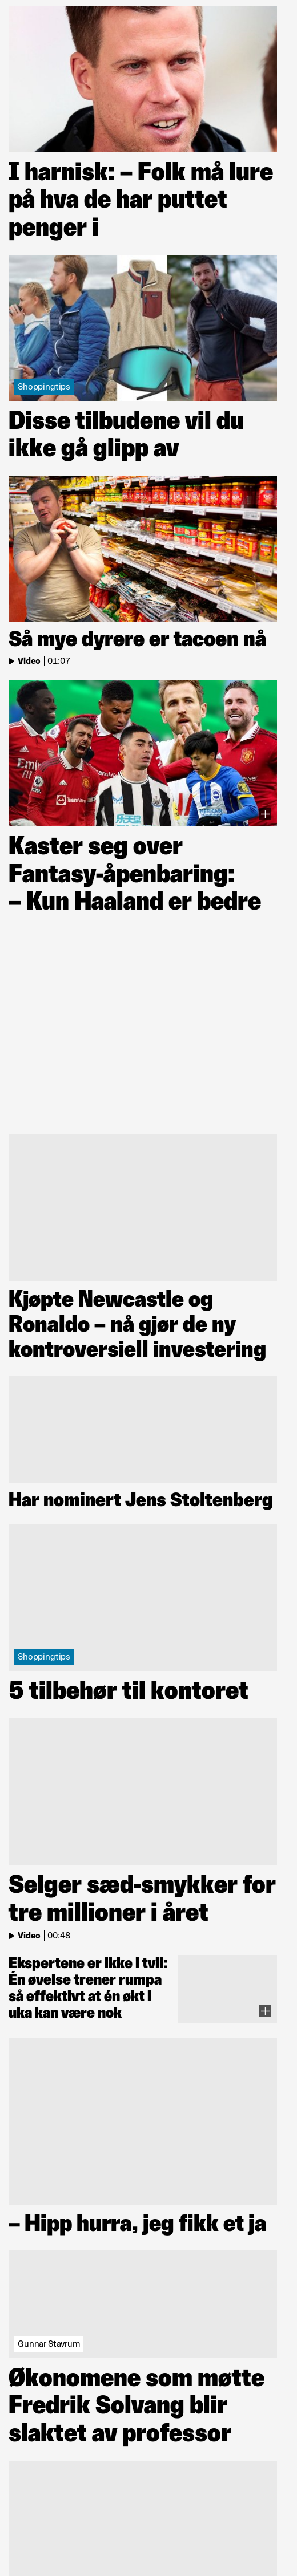 I harnisk: – Folk må lure
på hva de har puttet
penger i
Shoppingtips
Disse tilbudene vil du
ikke gå glipp av
Så mye dyrere er tacoen nå
Video | 01:07
Kaster seg over
Fantasy-åpenbaring:
– Kun Haaland er bedre
Kjøpte Newcastle og
Ronaldo – nå gjør de ny
kontroversiell investering
Har nominert Jens Stoltenberg
Shoppingtips
5 tilbehør til kontoret
Selger sæd-smykker for
tre millioner i året
Video | 00:48
Ekspertene er ikke i tvil:
Én øvelse trener rumpa
så effektivt at én økt i
uka kan være nok
– Hipp hurra, jeg fikk et ja
Gunnar Stavrum
Økonomene som møtte
Fredrik Solvang blir
slaktet av professor